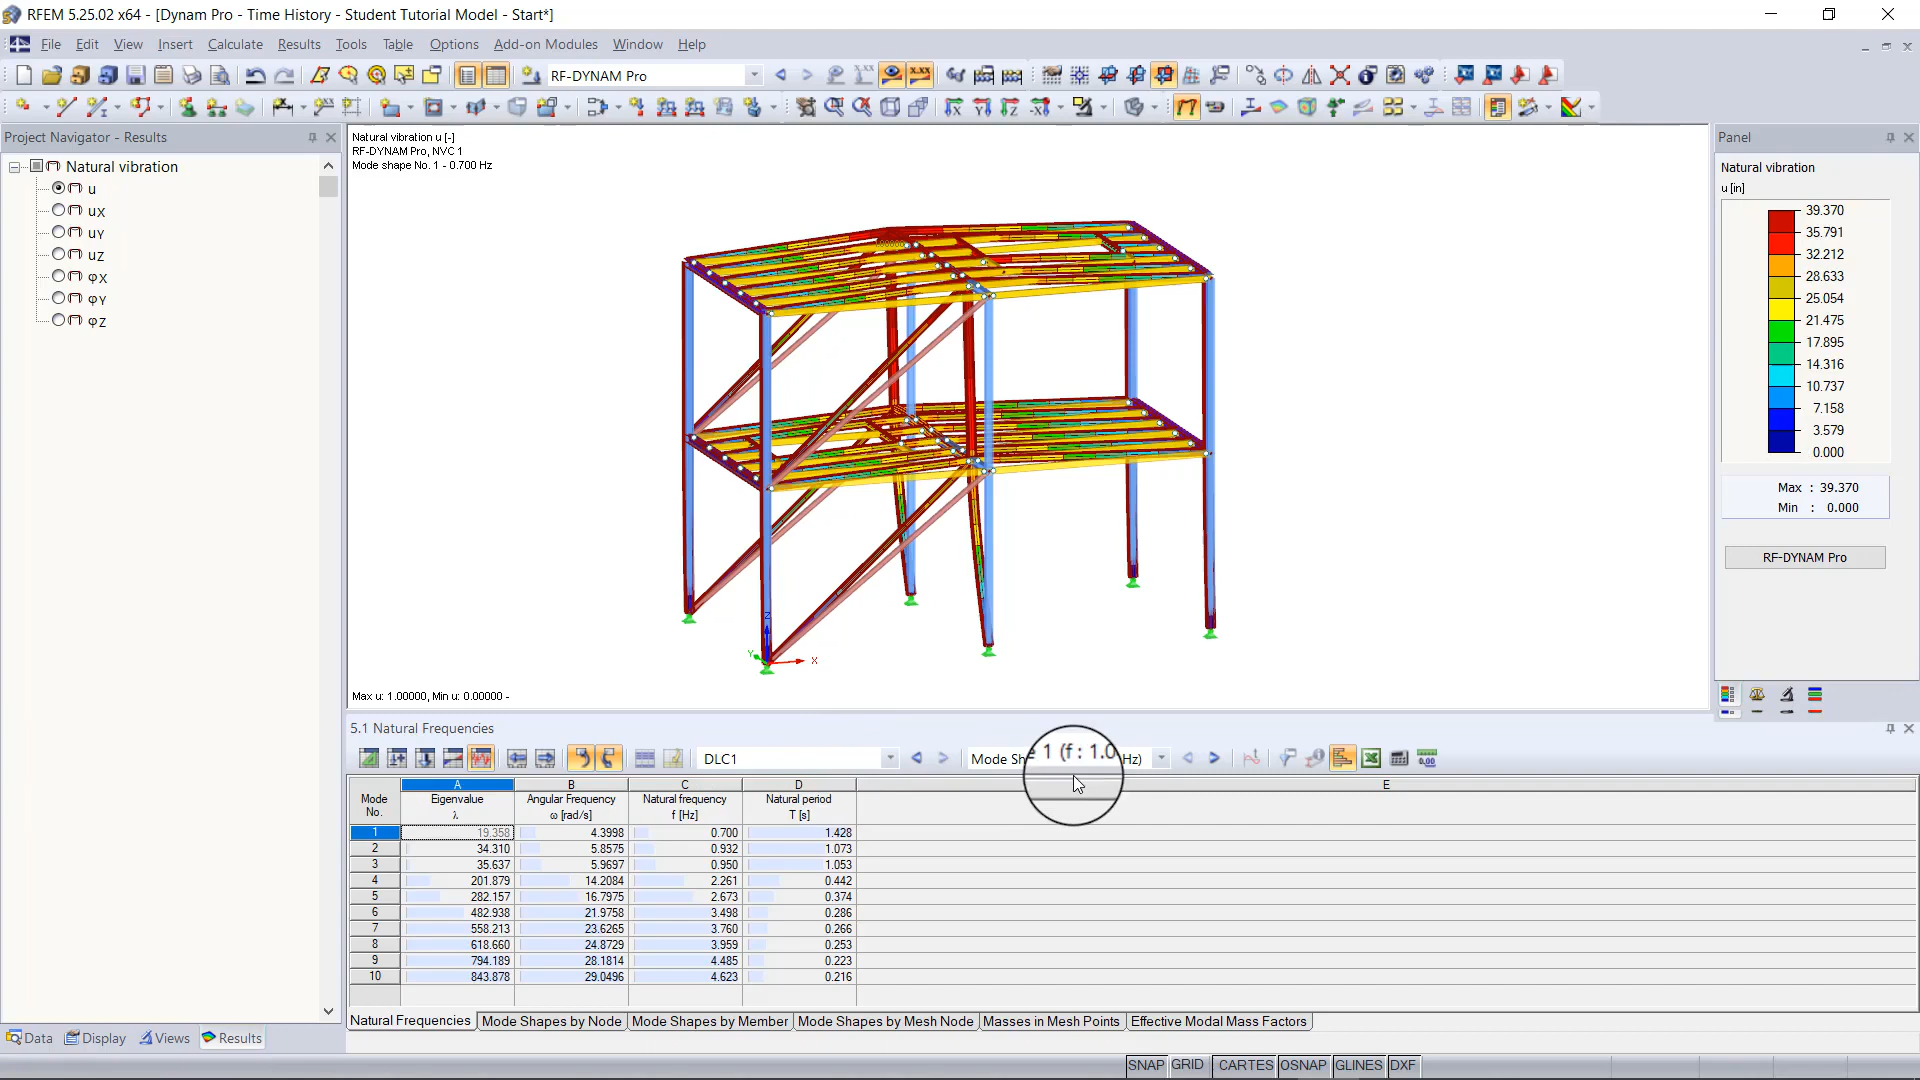 RFEM 5.25.02 x64 - [Dynam Pro - Time History - Student Tutorial Model - Start*]
File Edit View Insert Calculate Results Tools Table Options Add-on Modules Window Help
RF-DYNAM Pro
Project Navigator - Results
Natural vibration
u
uX
uY
uZ
φX
φY
φZ
Data Display Views Results
Natural vibration u [-]
RF-DYNAM Pro, NVC 1
Mode shape No. 1 - 0.700 Hz
Z
Y
X
Max u: 1.00000, Min u: 0.00000 -
Panel
Natural vibration
u [in]
39.370
35.791
32.212
28.633
25.054
21.475
17.895
14.316
10.737
7.158
3.579
0.000
Max : 39.370
Min : 0.000
RF-DYNAM Pro
5.1 Natural Frequencies
DLC1
Mode Sh e 1 (f : 1.0 Hz)
A B C D E
Mode Eigenvalue Angular Frequency Natural frequency Natural period
No. λ ω [rad/s] f [Hz] T [s]
1 19.358 4.3998 0.700 1.428
2 34.310 5.8575 0.932 1.073
3 35.637 5.9697 0.950 1.053
4 201.879 14.2084 2.261 0.442
5 282.157 16.7975 2.673 0.374
6 482.938 21.9758 3.498 0.286
7 558.213 23.6265 3.760 0.266
8 618.660 24.8729 3.959 0.253
9 794.189 28.1814 4.485 0.223
10 843.878 29.0496 4.623 0.216
Natural Frequencies Mode Shapes by Node Mode Shapes by Member Mode Shapes by Mesh Node Masses in Mesh Points Effective Modal Mass Factors
SNAP GRID CARTES OSNAP GLINES DXF